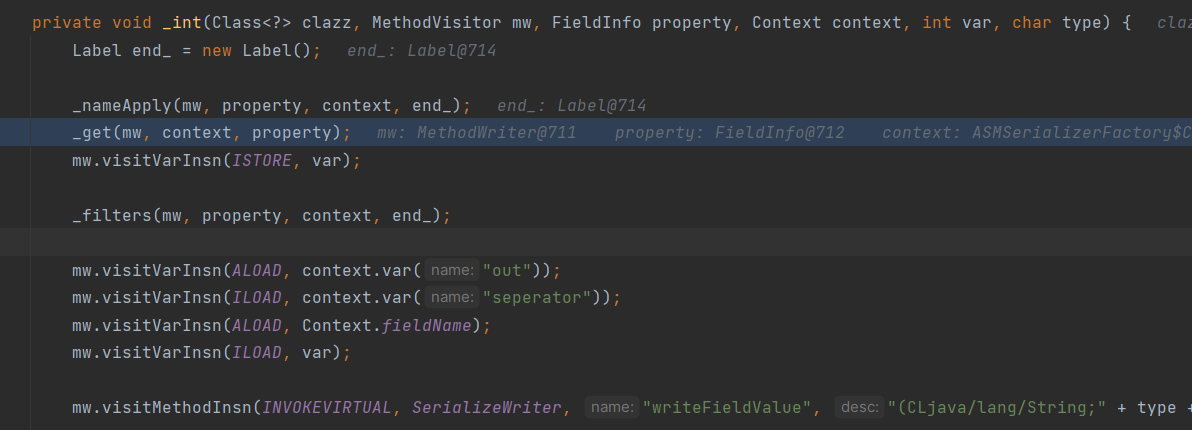 private void _int(Class<?> clazz, MethodVisitor mw, FieldInfo property, Context context, int var, char type) { claz
Label end_ = new Label(); end_: Label@714
_nameApply(mw, property, context, end_); end_: Label@714
_get(mw, context, property); mw: MethodWriter@711 property: FieldInfo@712 context: ASMSerializerFactory$C
mw.visitVarInsn(ISTORE, var);
_filters(mw, property, context, end_);
mw.visitVarInsn(ALOAD, context.var( name: "out"));
mw.visitVarInsn(ILOAD, context.var( name: "seperator"));
mw.visitVarInsn(ALOAD, Context.fieldName);
mw.visitVarInsn(ILOAD, var);
mw.visitMethodInsn(INVOKEVIRTUAL, SerializeWriter, name: "writeFieldValue", desc: "(CLjava/lang/String;" + type +